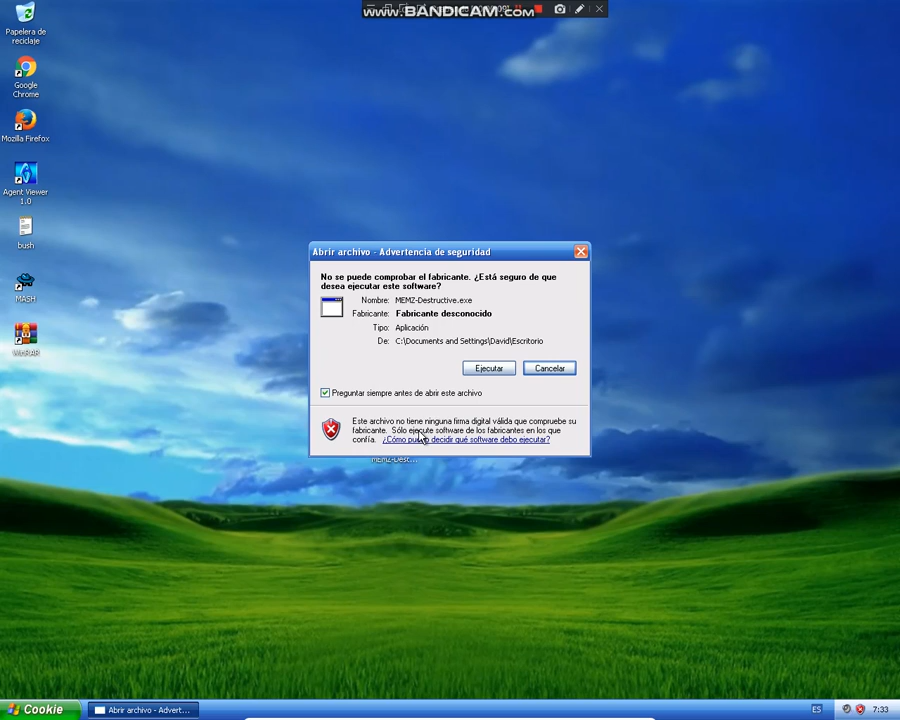 www.BANDICAM.com
Papelera de
reciclaje
Google
Chrome
Mozilla Firefox
Agent Viewer
1.0
bush
MASH
WinRAR
Abrir archivo - Advertencia de seguridad
No se puede comprobar el fabricante. ¿Está seguro de que
desea ejecutar este software?
Nombre: MEMZ-Destructive.exe
Fabricante: Fabricante desconocido
Tipo: Aplicación
De: C:\Documents and Settings\David\Escritorio
Ejecutar Cancelar
Preguntar siempre antes de abrir este archivo
Este archivo no tiene ninguna firma digital válida que compruebe su
fabricante. Sólo ejecute software de los fabricantes en los que
confía. ¿Cómo puedo decidir qué software debo ejecutar?
MEMZ-Dest...
Cookie
Abrir archivo - Advert...
ES
7:33